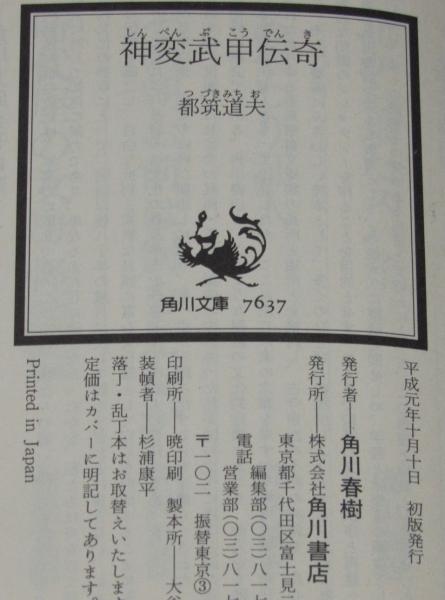 しんぺんぶこうでんき
神変武甲伝奇
つづきみちお
都筑道夫
角川文庫 7637
平成元年十月十日 初版発行
発行者――角川春樹
発行所――株式会社角川書店
東京都千代田区富士見二
電話 編集部(〇三)八一七
営業部(〇三)八一七
〒一〇二 振替東京③
印刷所――暁印刷 製本所――大谷
装幀者――杉浦康平
落丁・乱丁本はお取替えいたしま
定価はカバーに明記してあります。
Printed in Japan